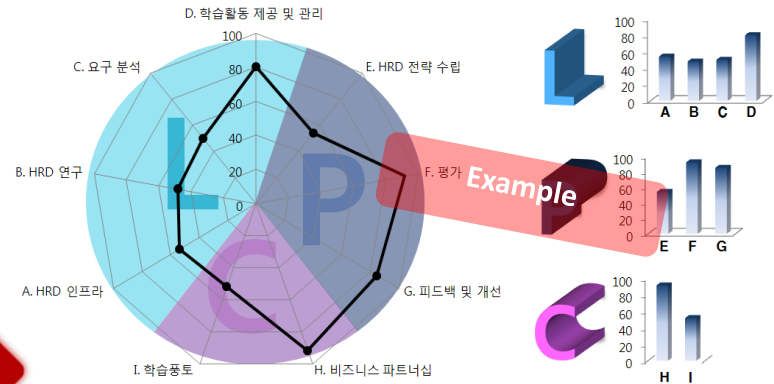 D. 학습활동 제공 및 관리
C. 요구 분석
E. HRD 전략 수립
B. HRD 연구
F. 평가
A. HRD 인프라
G. 피드백 및 개선
I. 학습풍토
H. 비즈니스 파트너십
100
80
60
40
20
0
L
P
C
Example
L
100
80
60
40
20
0
A B C D
P
100
80
60
40
20
0
E F G
C
100
80
60
40
20
0
H I